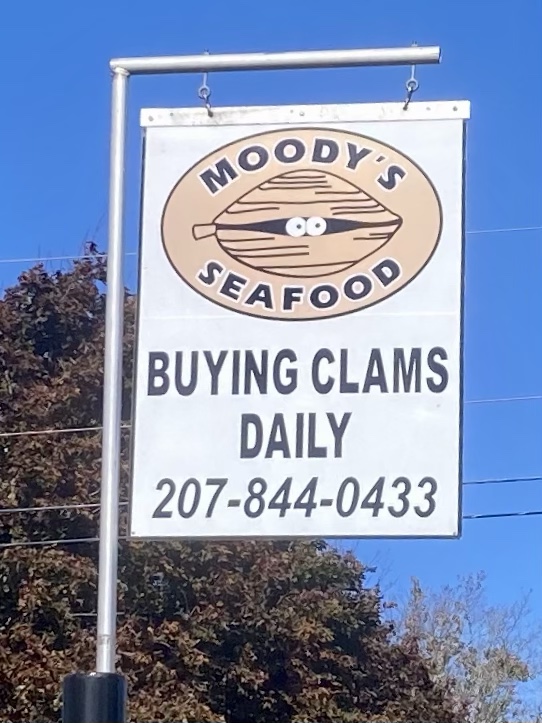 MOODY'S
SEAFOOD
BUYING CLAMS
DAILY
207-844-0433